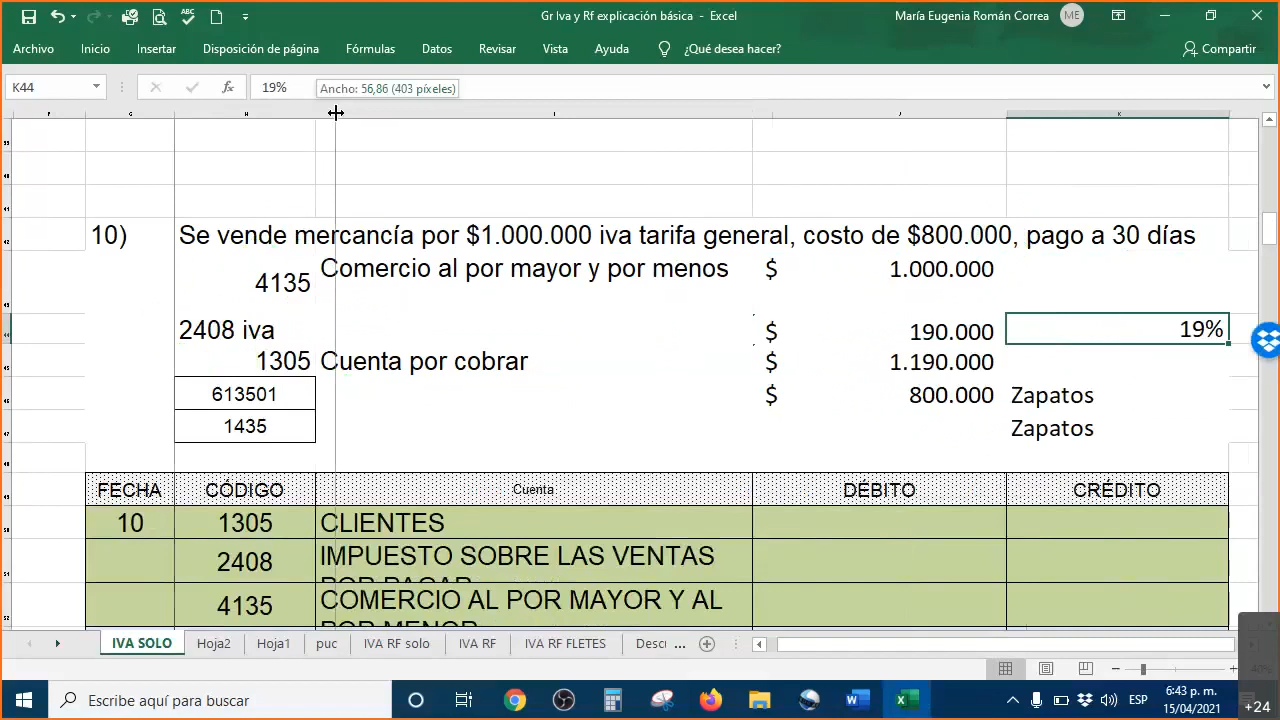 Gr Iva y Rf explicación básica - Excel
María Eugenia Román Correa ME
Archivo Inicio Insertar Disposición de página Fórmulas Datos Revisar Vista Ayuda ¿Qué desea hacer? Compartir
K44 fx 19% Ancho: 56,86 (403 píxeles)
10) Se vende mercancía por $1.000.000 iva tarifa general, costo de $800.000, pago a 30 días
4135 Comercio al por mayor y por menos $ 1.000.000
2408 iva $ 190.000 19%
1305 Cuenta por cobrar $ 1.190.000
613501 $ 800.000 Zapatos
1435 Zapatos
FECHA CÓDIGO Cuenta DÉBITO CRÉDITO
10 1305 CLIENTES
2408 IMPUESTO SOBRE LAS VENTAS
POR PAGAR
4135 COMERCIO AL POR MAYOR Y AL
POR MENOR
IVA SOLO Hoja2 Hoja1 puc IVA RF solo IVA RF IVA RF FLETES Descu ...
Escribe aquí para buscar
ESP 6:43 p. m.
15/04/2021
+24